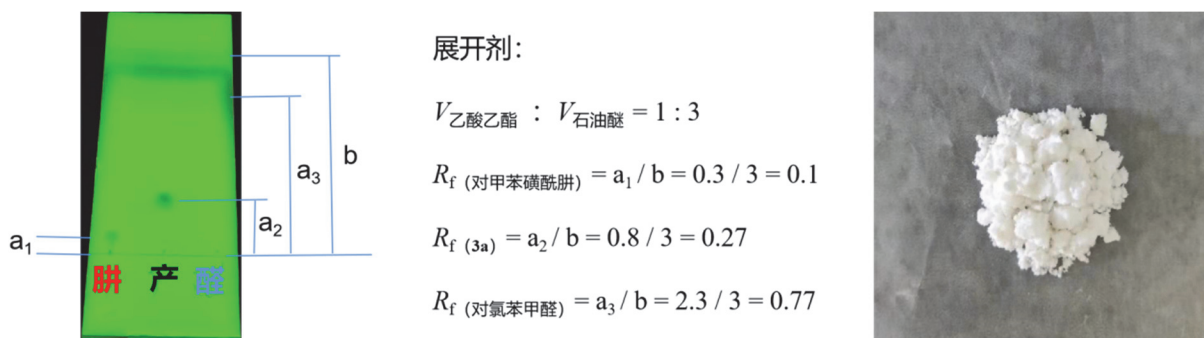 b
a₃
a₂
a₁
肼 产 醛
展开剂：
V乙酸乙酯 : V石油醚 = 1 : 3
Rf (对甲苯磺酰肼) = a₁ / b = 0.3 / 3 = 0.1
Rf (3a) = a₂ / b = 0.8 / 3 = 0.27
Rf (对氯苯甲醛) = a₃ / b = 2.3 / 3 = 0.77